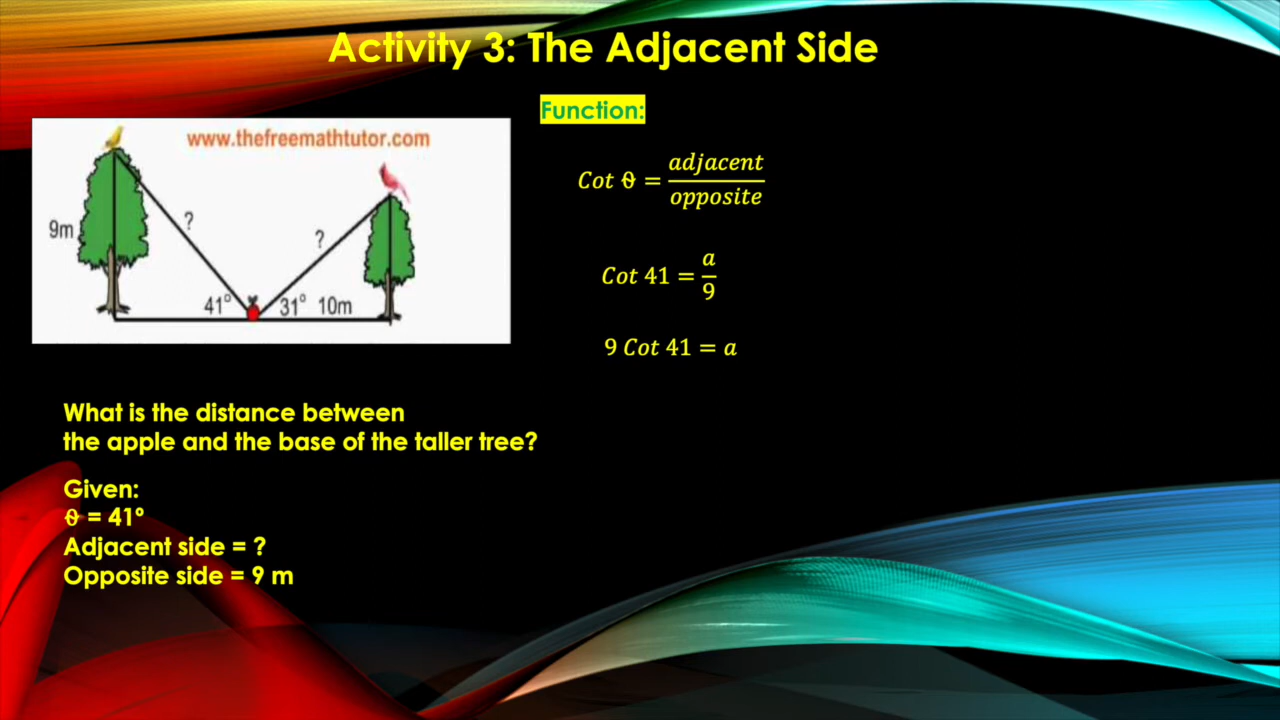 Activity 3: The Adjacent Side
Function:
www.thefreemathtutor.com
9m
?
?
41° 31° 10m
Cot ϑ = adjacent/opposite
Cot 41 = a/9
9 Cot 41 = a
What is the distance between
the apple and the base of the taller tree?
Given:
ϑ = 41°
Adjacent side = ?
Opposite side = 9 m